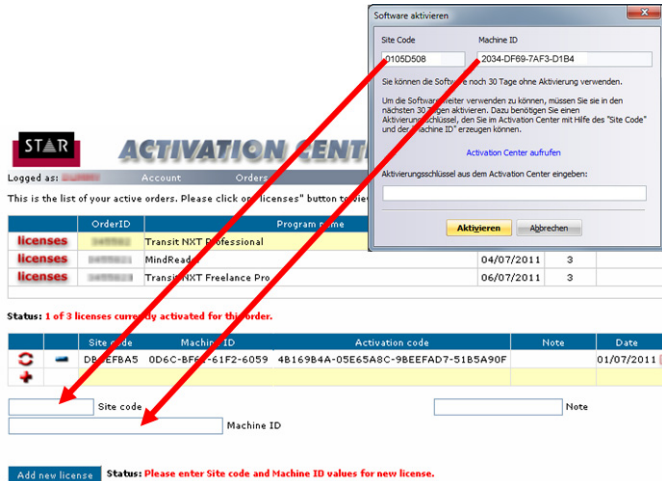 Software aktivieren
Site Code Machine ID
0105D508 2034-DF69-7AF3-D1B4
Sie können die Software noch 30 Tage ohne Aktivierung verwenden.
Um die Software weiter verwenden zu können, müssen Sie sie in den
nächsten 30 Tagen aktivieren. Dazu benötigen Sie einen
Aktivierungsschlüssel, den Sie im Activation Center mit Hilfe des "Site Code"
und der "Machine ID" erzeugen können.
Activation Center aufrufen
Aktivierungsschlüssel aus dem Activation Center eingeben:
Aktivieren Abbrechen
STAR ACTIVATION CENT
Logged as: Account Orders
This is the list of your active orders. Please click on "licenses" button to vie
OrderID Program name
licenses Transit NXT Professional
licenses MindReade 04/07/2011 3
licenses Transit NXT Freelance Pro 06/07/2011 3
Status: 1 of 3 licenses currently activated for this order.
Site code Machine ID Activation code Note Date
EFBA5 0D6C- -61F2-6059 4B169B4A-05E65A8C-9BEEFAD7-51B5A90F 01/07/2011
Site code Note
Machine ID
Add new license Status: Please enter Site code and Machine ID values for new license.